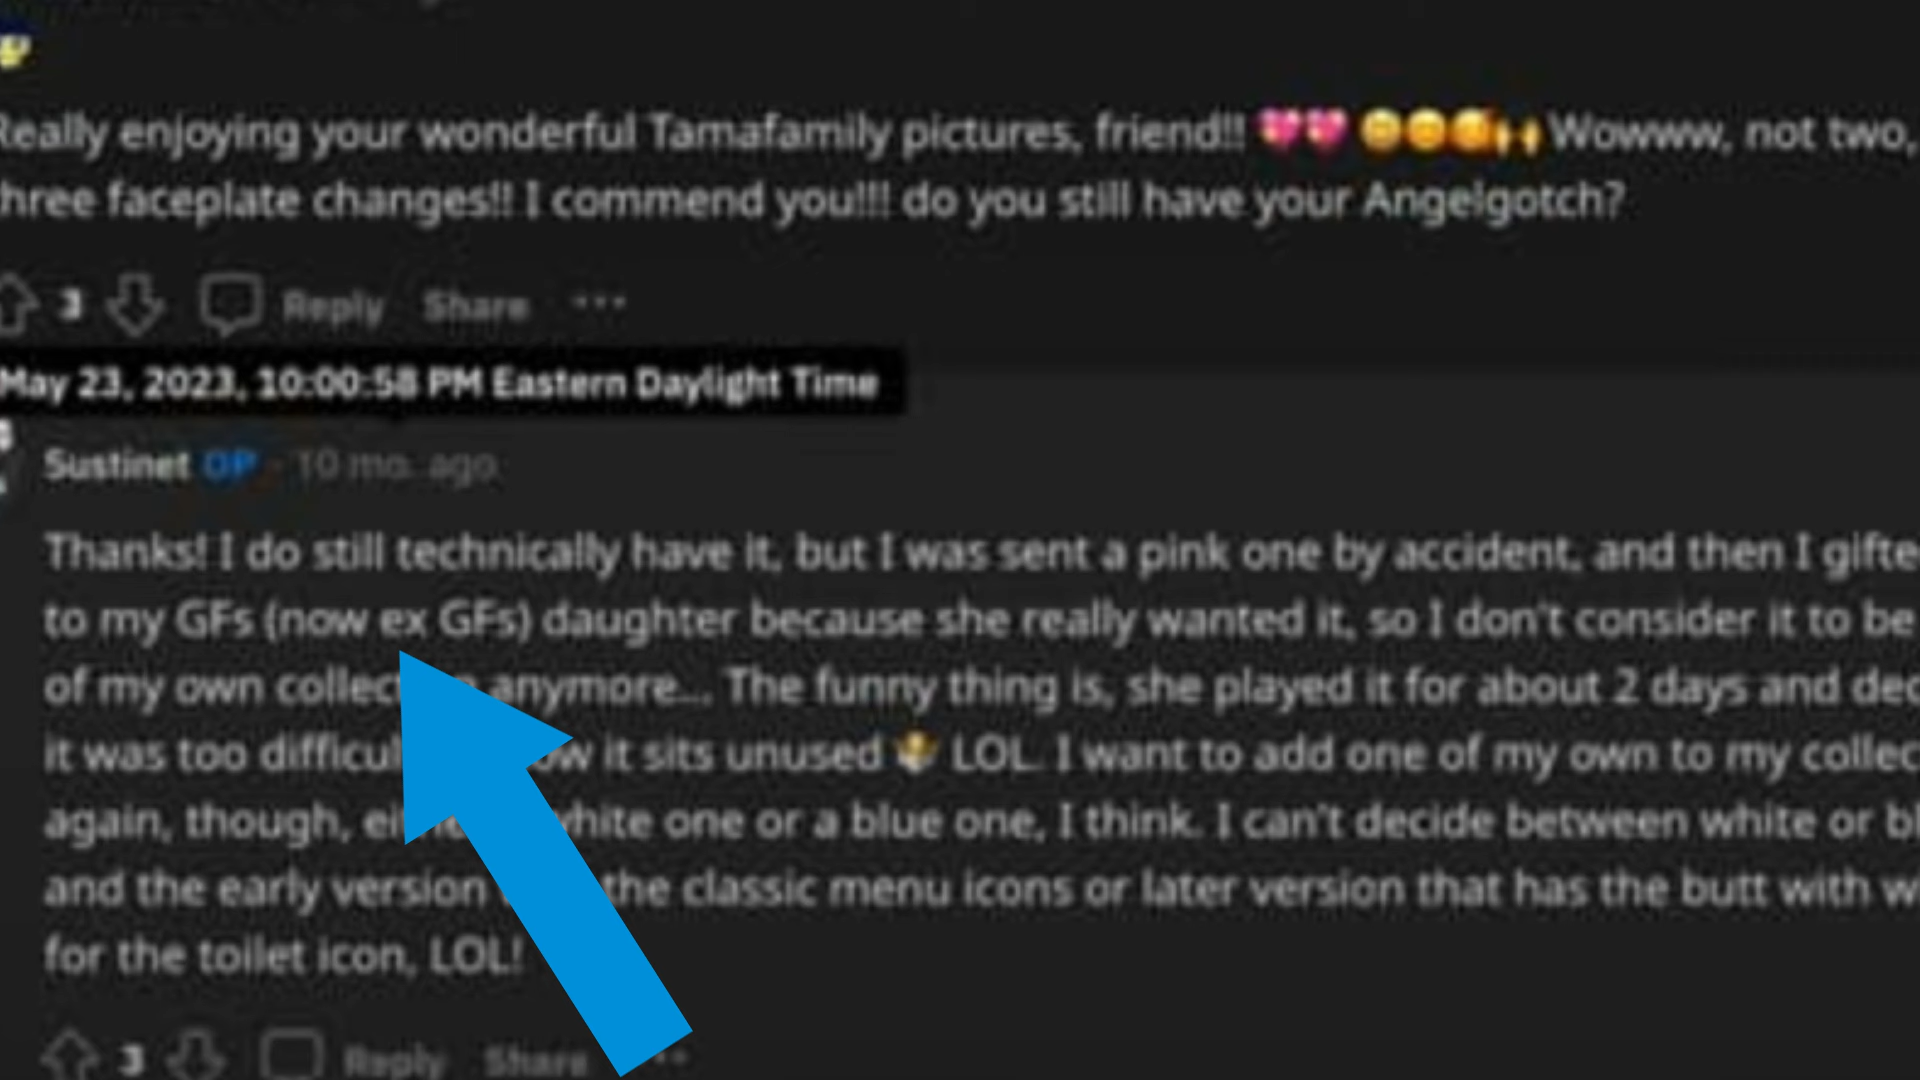 Really enjoying your wonderful Tamafamily pictures, friend!! 💖💖 😊😊🥰🙌 Wowww, not two,
three faceplate changes!! I commend you!!! do you still have your Angelgotch?
3 Reply Share ...
May 23, 2023, 10:00:58 PM Eastern Daylight Time
Sustinet OP · 10 mo. ago
Thanks! I do still technically have it, but I was sent a pink one by accident, and then I gifte
to my GFs (now ex GFs) daughter because she really wanted it, so I don't consider it to be
of my own collec anymore... The funny thing is, she played it for about 2 days and dec
it was too difficul w it sits unused LOL. I want to add one of my own to my collec
again, though, ei white one or a blue one, I think. I can't decide between white or bl
and the early version the classic menu icons or later version that has the butt with w
for the toilet icon, LOL!
3 Reply Share